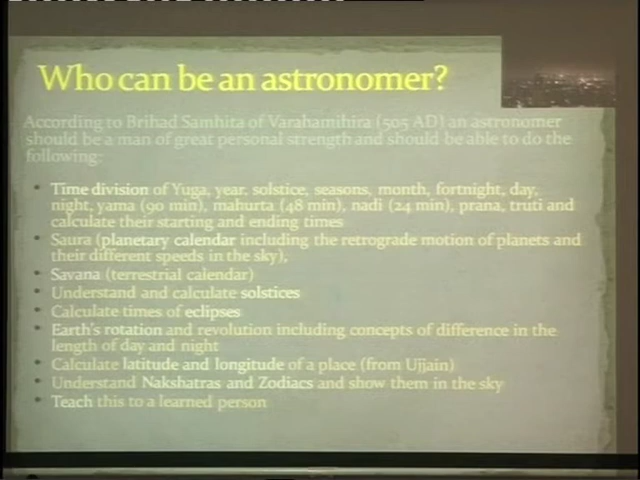 Who can be an astronomer?
According to Brihad Samhita of Varahamihira (505 AD) an astronomer
should be a man of great personal strength and should be able to do the
following:
• Time division of Yuga, year, solstice, seasons, month, fortnight, day,
night, yama (90 min), mahurta (48 min), nadi (24 min), prana, truti and
calculate their starting and ending times
• Saura (planetary calendar including the retrograde motion of planets and
their different speeds in the sky),
• Savana (terrestrial calendar)
• Understand and calculate solstices
• Calculate times of eclipses
• Earth's rotation and revolution including concepts of difference in the
length of day and night
• Calculate latitude and longitude of a place (from Ujjain)
• Understand Nakshatras and Zodiacs and show them in the sky
• Teach this to a learned person